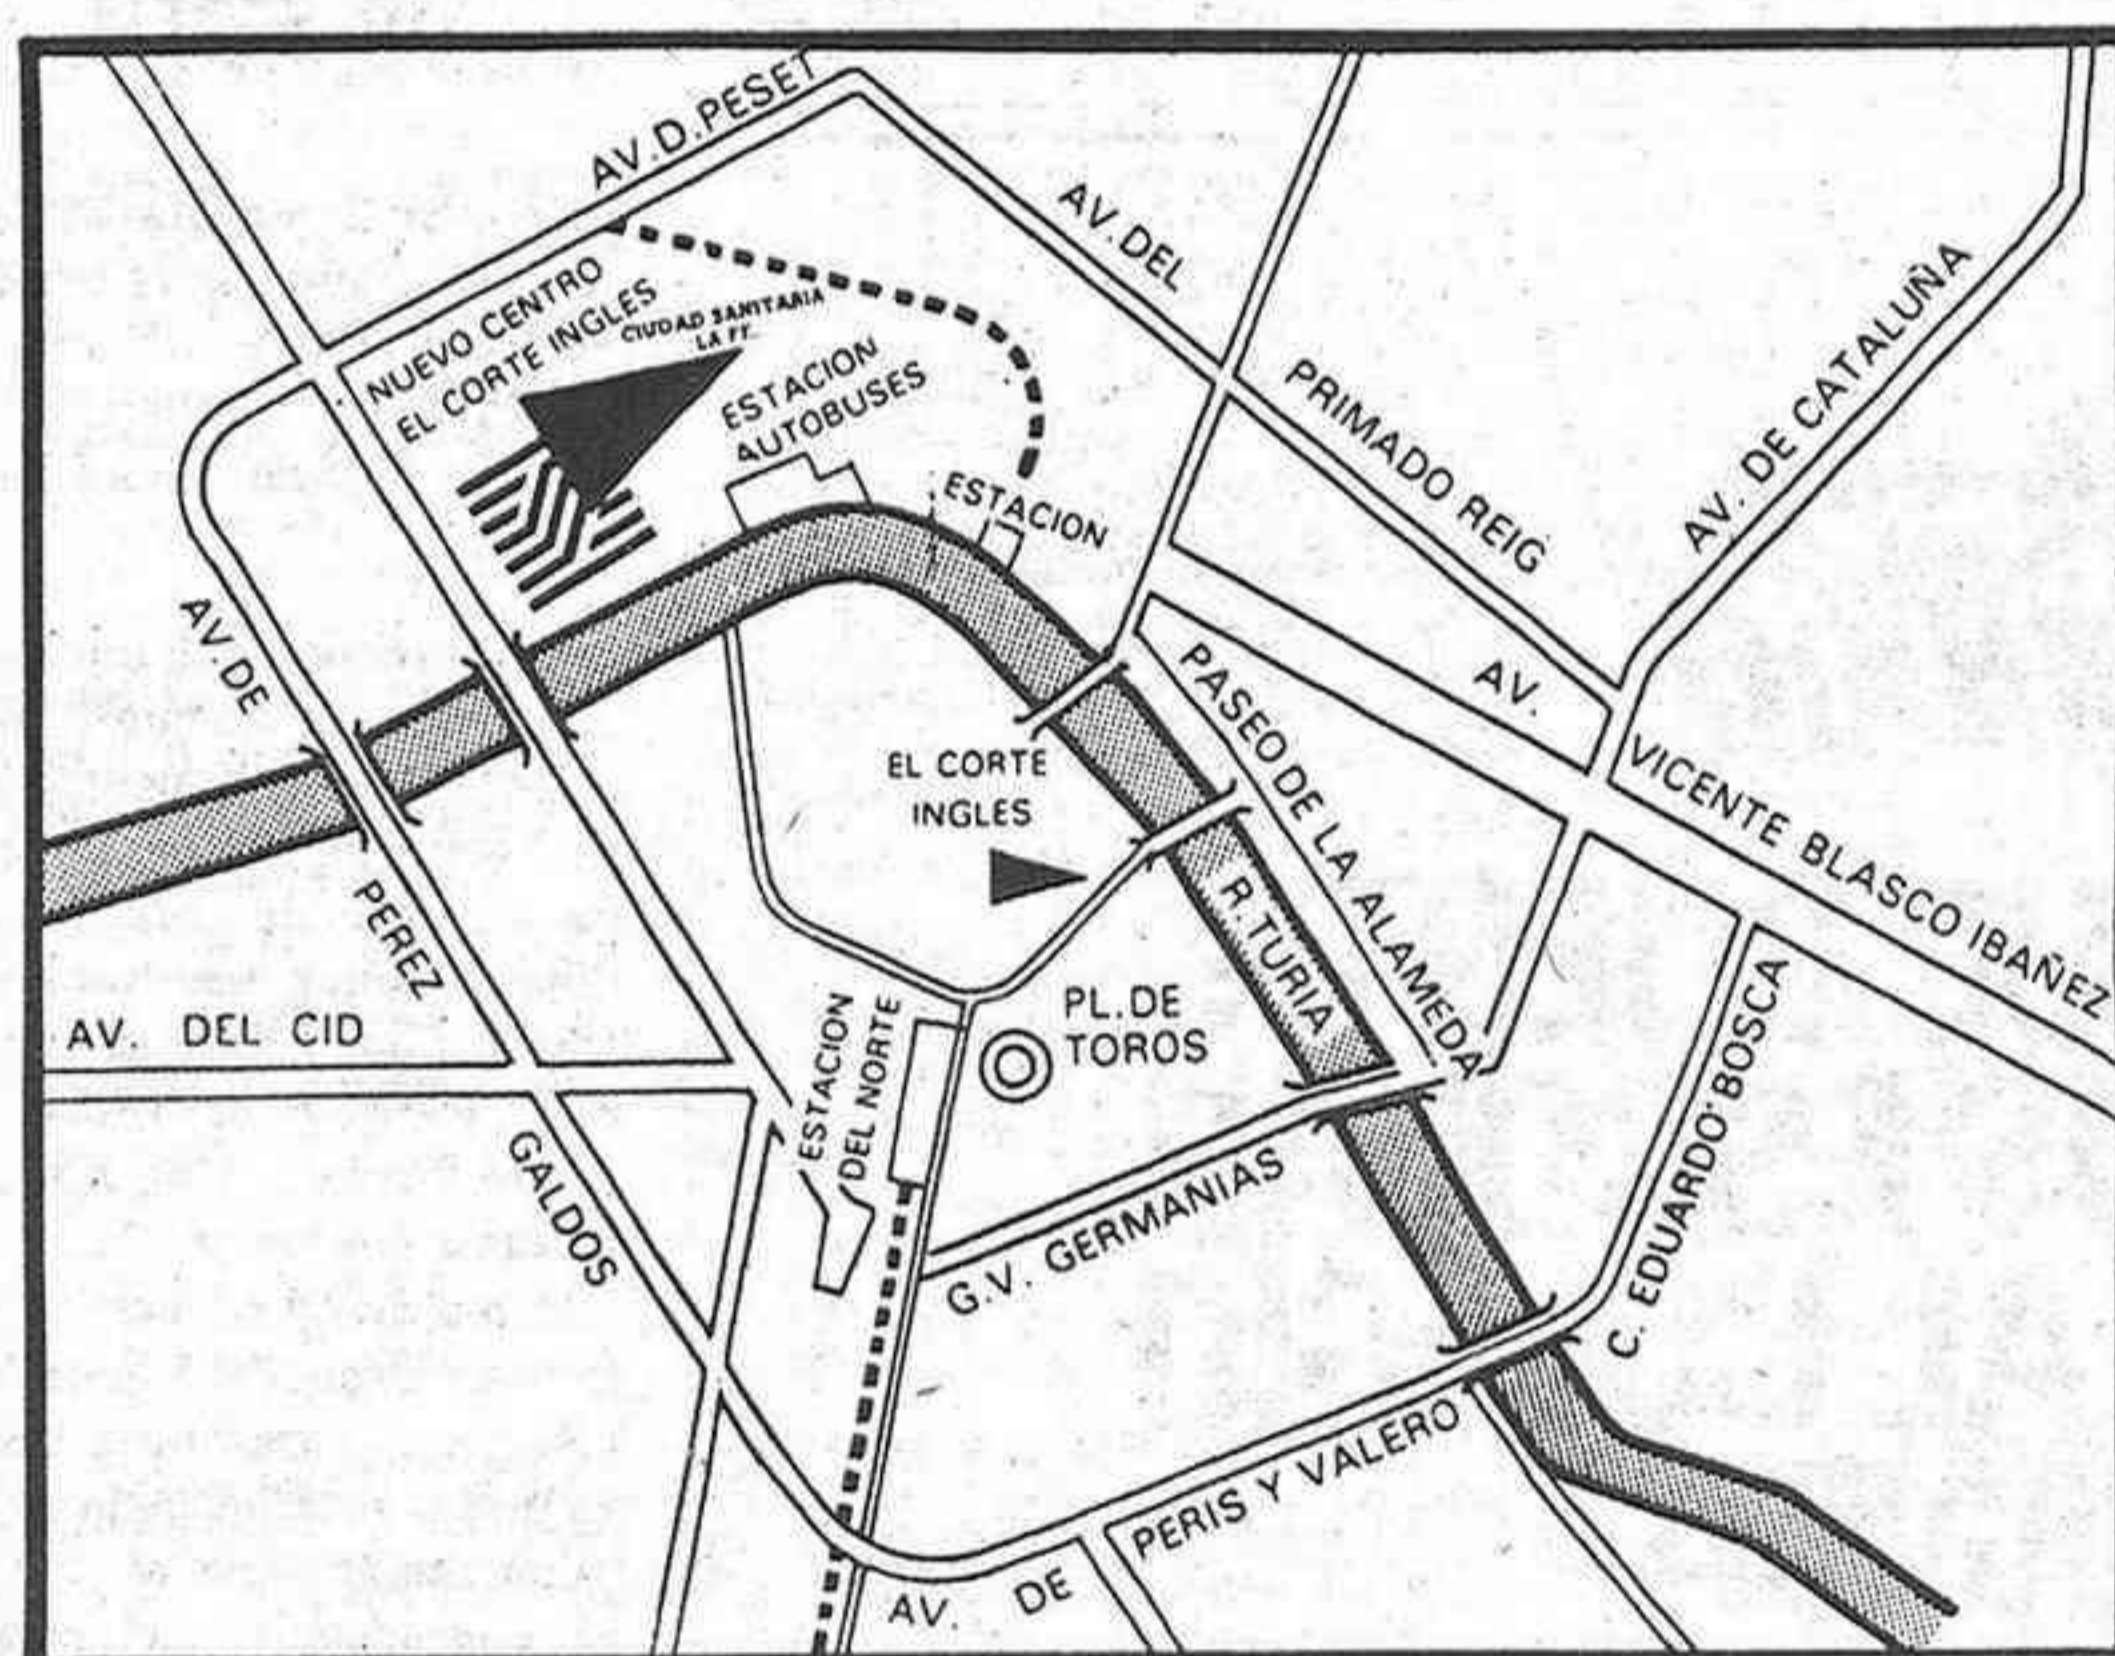 AV.D.PESET
AV.DEL
PRIMADO REIG
AV. DE CATALUÑA
NUEVO CENTRO
EL CORTE INGLES
CIUDAD SANITARIA
LA FE
ESTACION
AUTOBUSES
ESTACION
AV.DE
PEREZ
GALDOS
PASEO DE LA ALAMEDA
AV.
VICENTE BLASCO IBAÑEZ
EL CORTE
INGLES
R. TURIA
AV. DEL CID
ESTACION
DEL NORTE
PL.DE
TOROS
G.V. GERMANIAS
C. EDUARDO BOSCA
AV. DE
PERIS Y VALERO